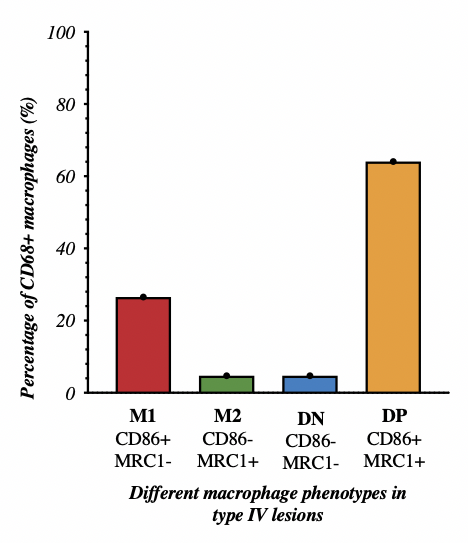 100
80
60
40
20
0
Percentage of CD68+ macrophages (%)
M1 M2 DN DP
CD86+ CD86- CD86- CD86+
MRC1- MRC1+ MRC1- MRC1+
Different macrophage phenotypes in
type IV lesions